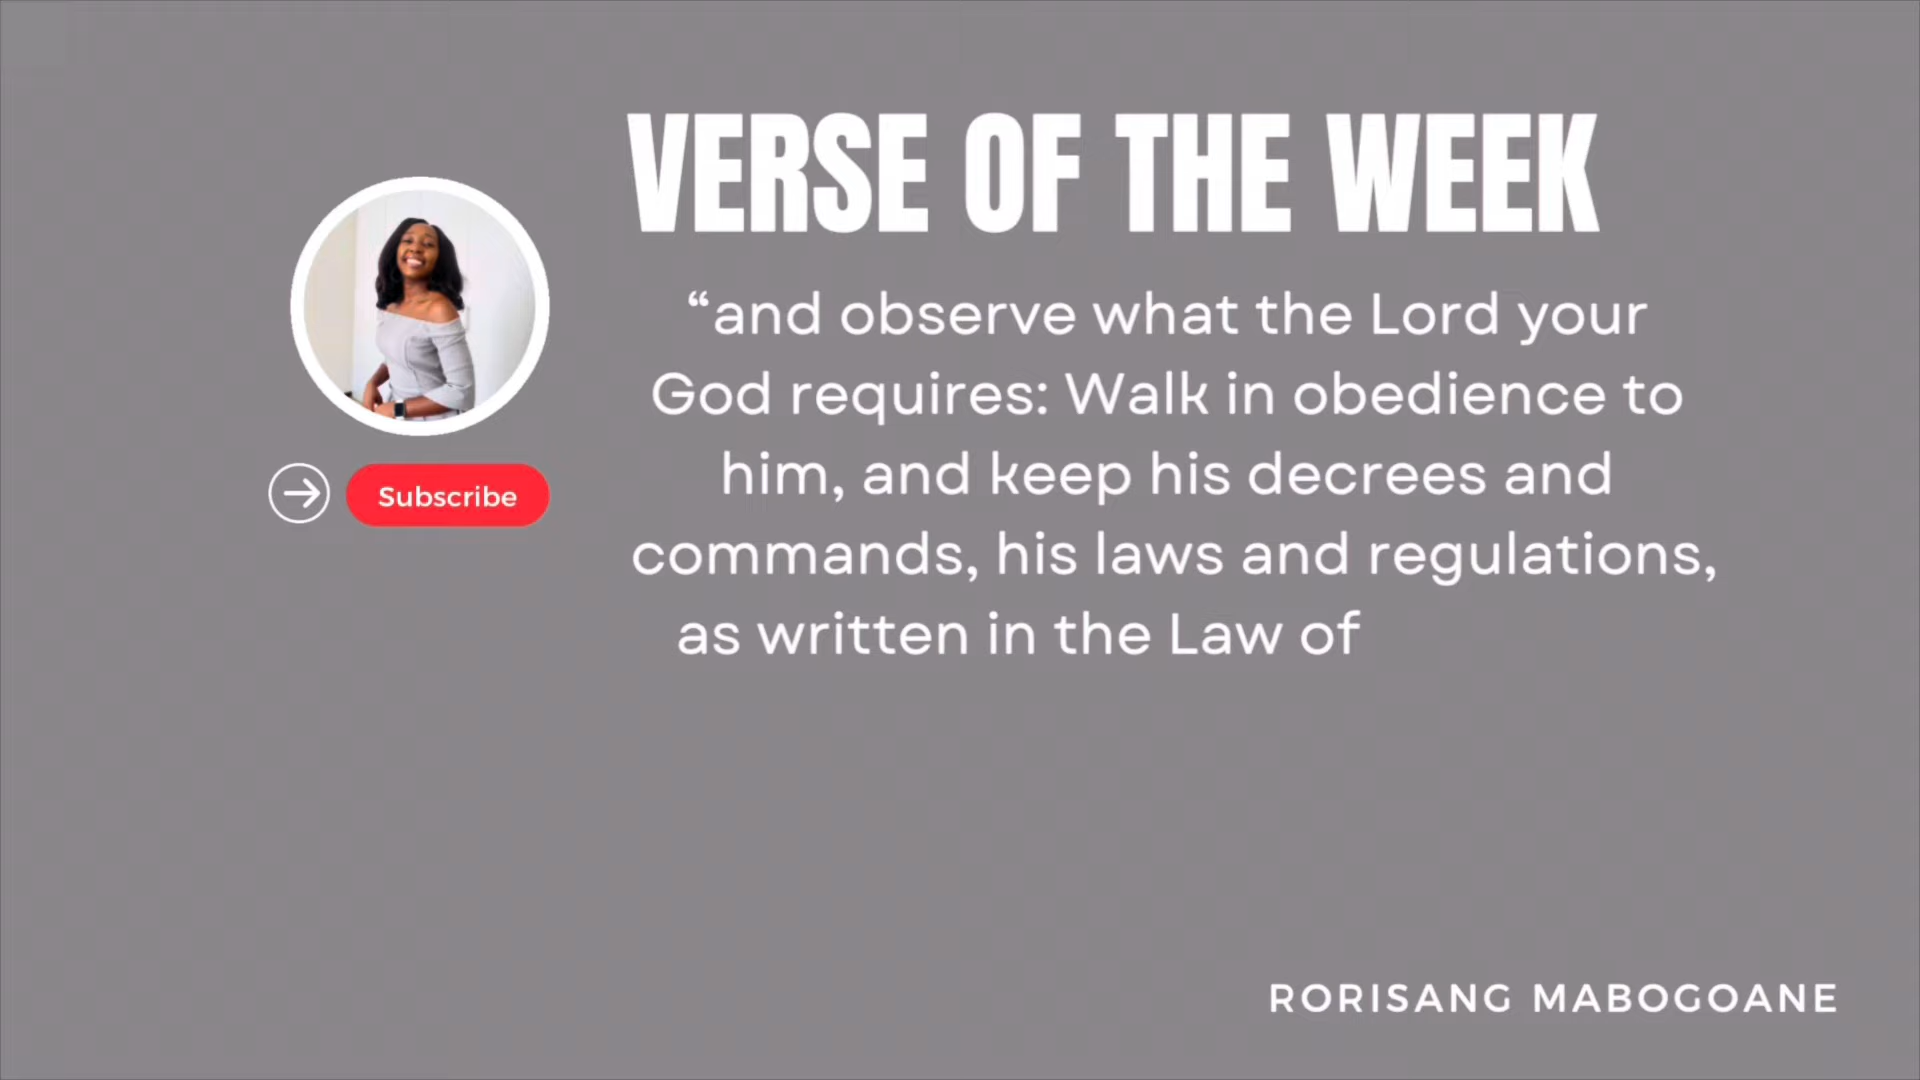 VERSE OF THE WEEK
“and observe what the Lord your
God requires: Walk in obedience to
him, and keep his decrees and
commands, his laws and regulations,
as written in the Law of
Subscribe
RORISANG MABOGOANE